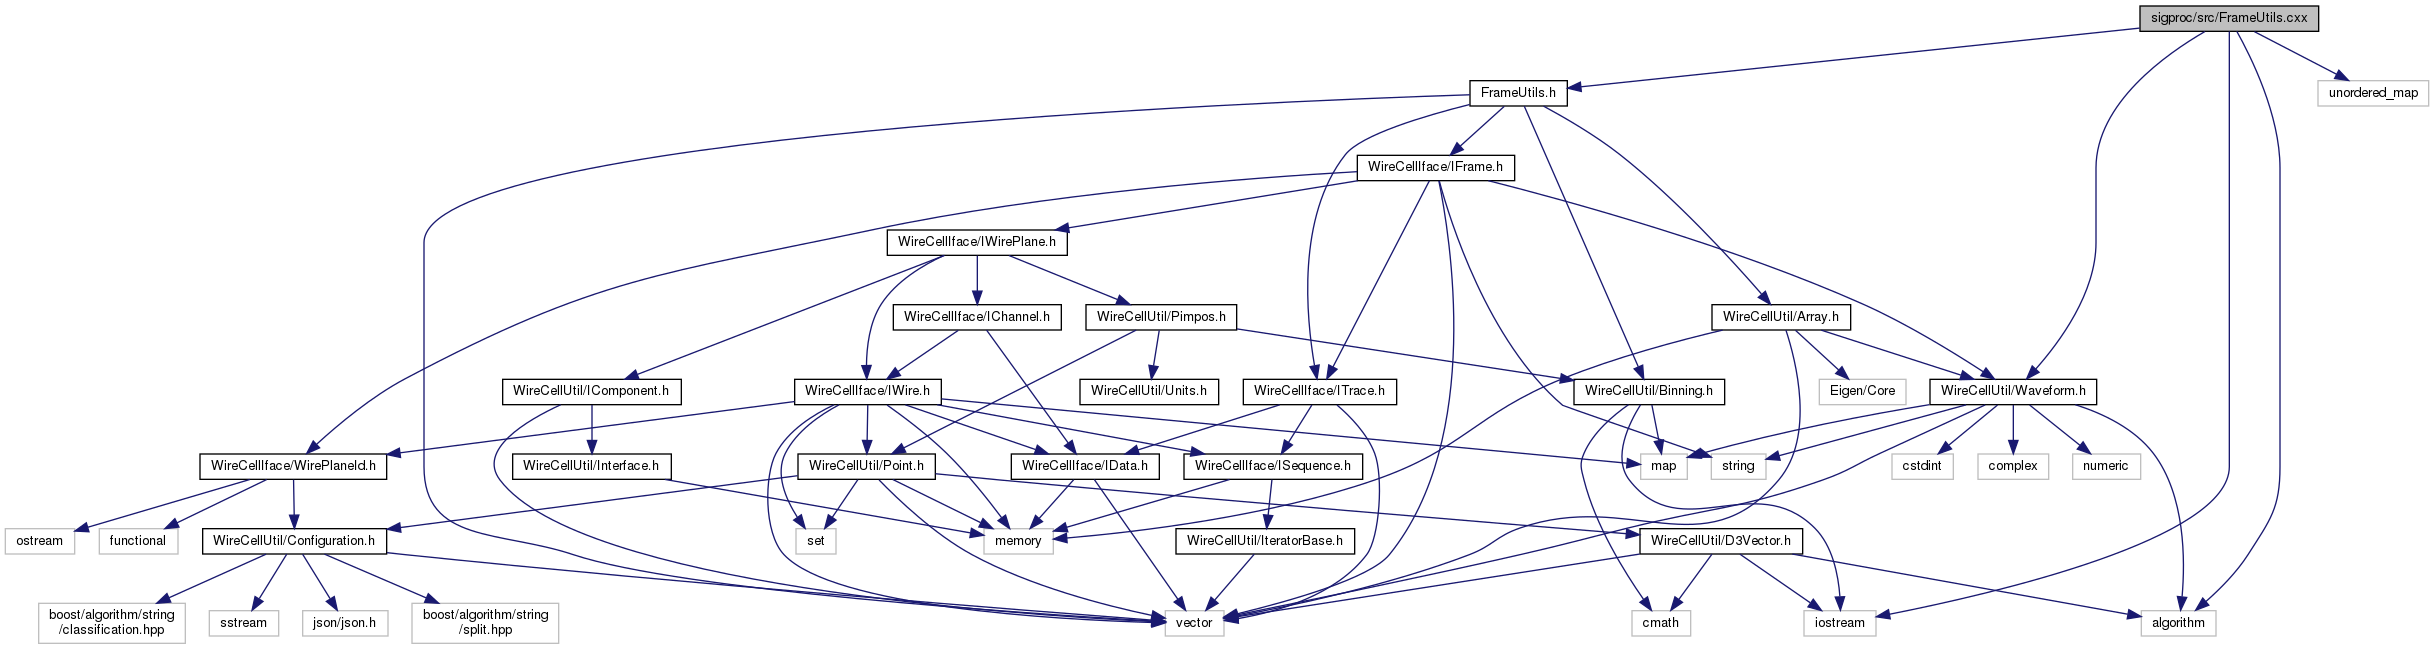 sigproc/src/FrameUtils.cxx
FrameUtils.h
unordered_map
WireCellIface/IFrame.h
WireCellIface/IWirePlane.h
WireCellIface/IChannel.h
WireCellUtil/Pimpos.h
WireCellUtil/Array.h
WireCellUtil/IComponent.h
WireCellIface/IWire.h
WireCellUtil/Units.h
WireCellIface/ITrace.h
WireCellUtil/Binning.h
Eigen/Core
WireCellUtil/Waveform.h
WireCellIface/WirePlaneId.h
WireCellUtil/Interface.h
WireCellUtil/Point.h
WireCellIface/IData.h
WireCellIface/ISequence.h
map
string
cstdint
complex
numeric
ostream
functional
WireCellUtil/Configuration.h
set
memory
WireCellUtil/IteratorBase.h
WireCellUtil/D3Vector.h
boost/algorithm/string
/classification.hpp
sstream
json/json.h
boost/algorithm/string
/split.hpp
vector
cmath
iostream
algorithm